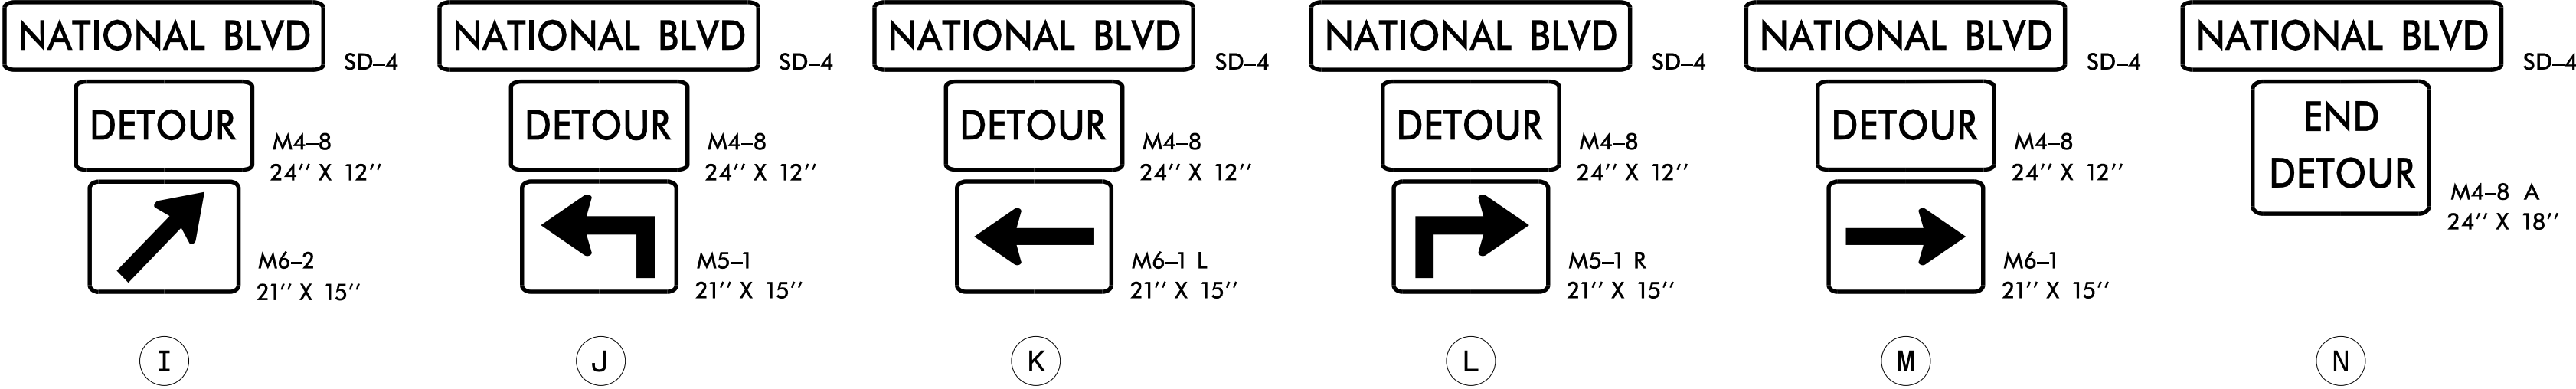 NATIONAL BLVD
SD-4
DETOUR
M4-8
24'' X 12''
M6-2
21'' X 15''
I
NATIONAL BLVD
SD-4
DETOUR
M4-8
24'' X 12''
M5-1
21'' X 15''
J
NATIONAL BLVD
SD-4
DETOUR
M4-8
24'' X 12''
M6-1 L
21'' X 15''
K
NATIONAL BLVD
SD-4
DETOUR
M4-8
24'' X 12''
M5-1 R
21'' X 15''
L
NATIONAL BLVD
SD-4
DETOUR
M4-8
24'' X 12''
M6-1
21'' X 15''
M
NATIONAL BLVD
SD-4
END
DETOUR
M4-8 A
24'' X 18''
N